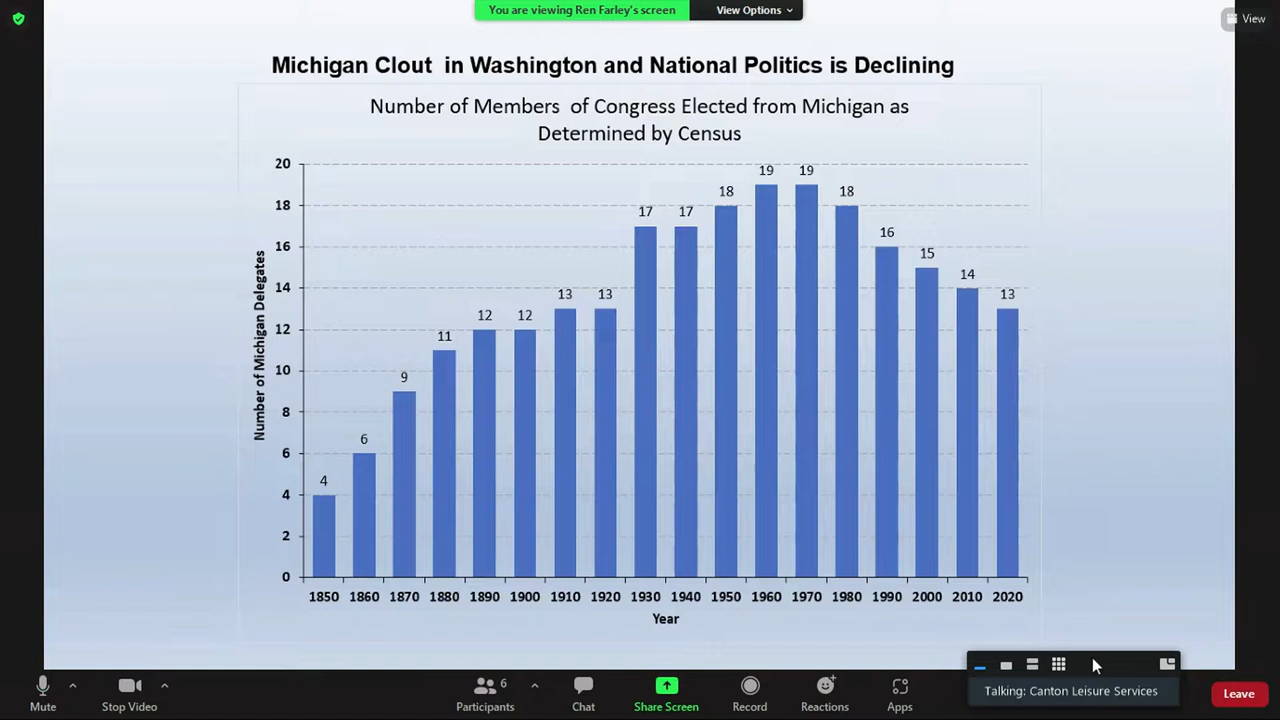 You are viewing Ren Farley's screen
View Options
View
Michigan Clout in Washington and National Politics is Declining
Number of Members of Congress Elected from Michigan as
Determined by Census
Number of Michigan Delegates
20
18
16
14
12
10
8
6
4
2
0
4
6
9
11
12
12
13
13
17
17
18
19
19
18
16
15
14
13
1850 1860 1870 1880 1890 1900 1910 1920 1930 1940 1950 1960 1970 1980 1990 2000 2010 2020
Year
Talking: Canton Leisure Services
Mute
Stop Video
Participants
6
Chat
Share Screen
Record
Reactions
Apps
Leave